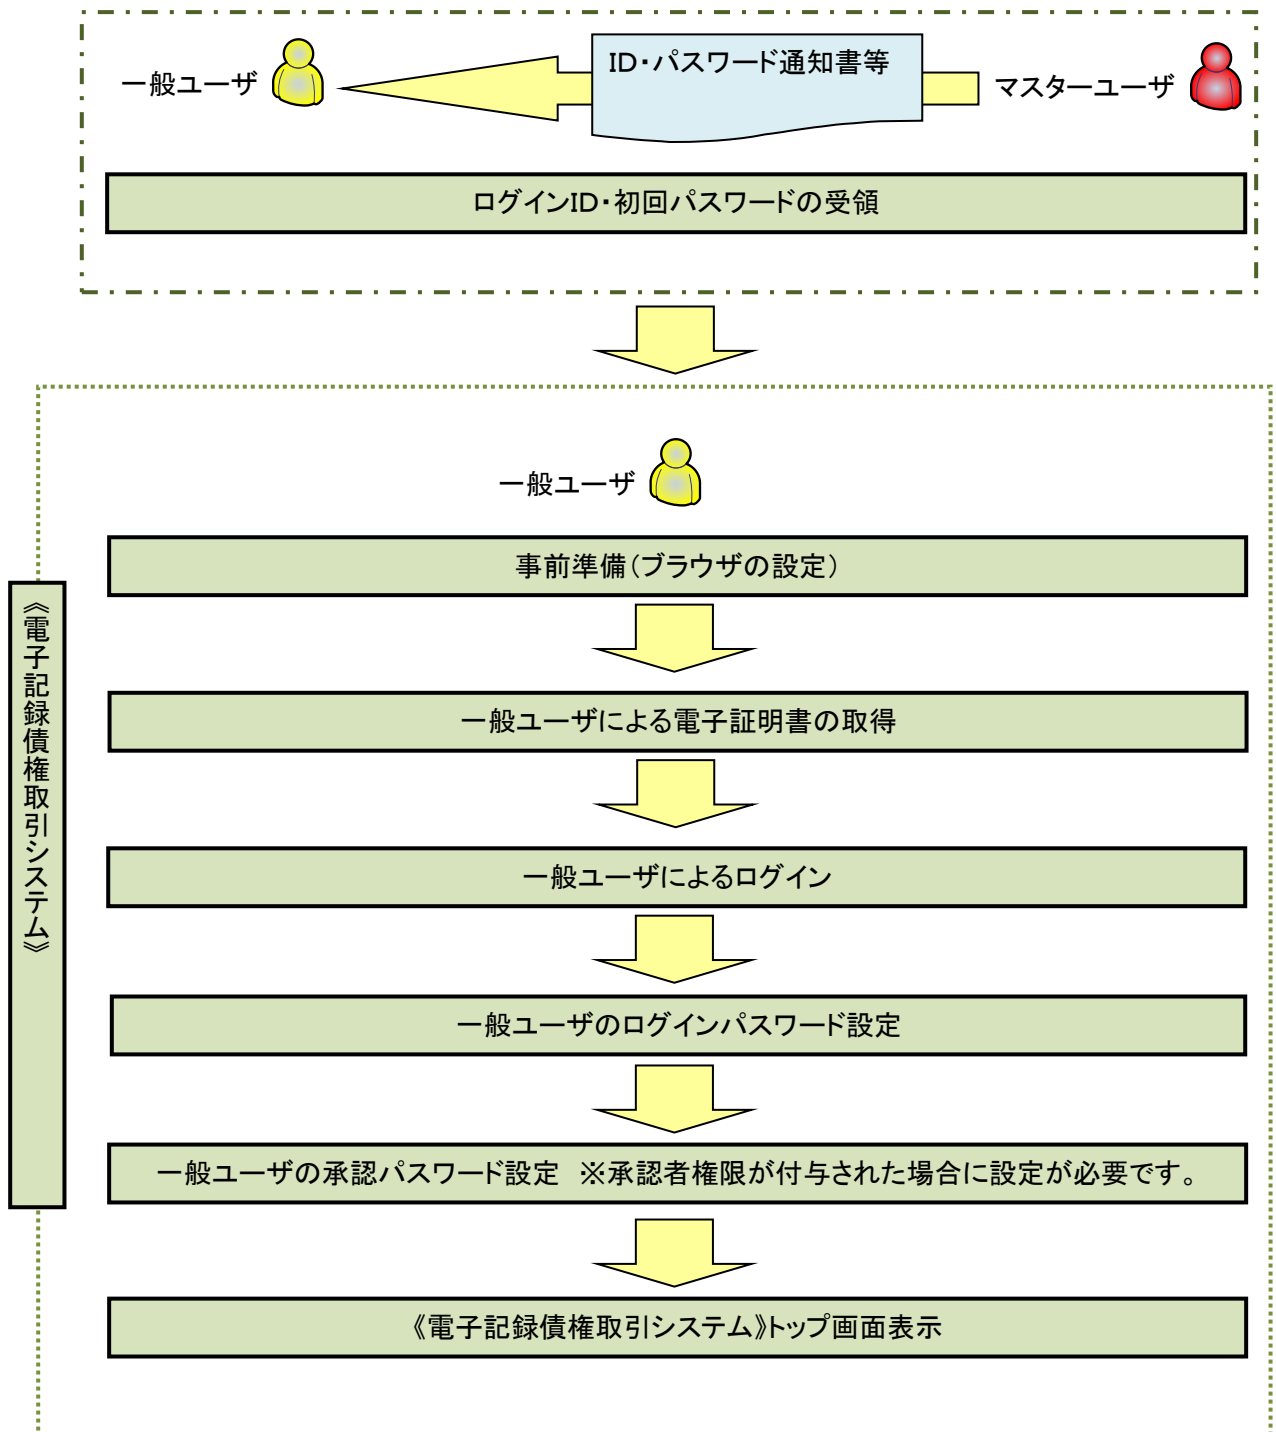 一般ユーザ
ID・パスワード通知書等
マスターユーザ
ログインID・初回パスワードの受領
一般ユーザ
事前準備（ブラウザの設定）
《電子記録債権取引システム》
一般ユーザによる電子証明書の取得
一般ユーザによるログイン
一般ユーザのログインパスワード設定
一般ユーザの承認パスワード設定　※承認者権限が付与された場合に設定が必要です。
《電子記録債権取引システム》トップ画面表示